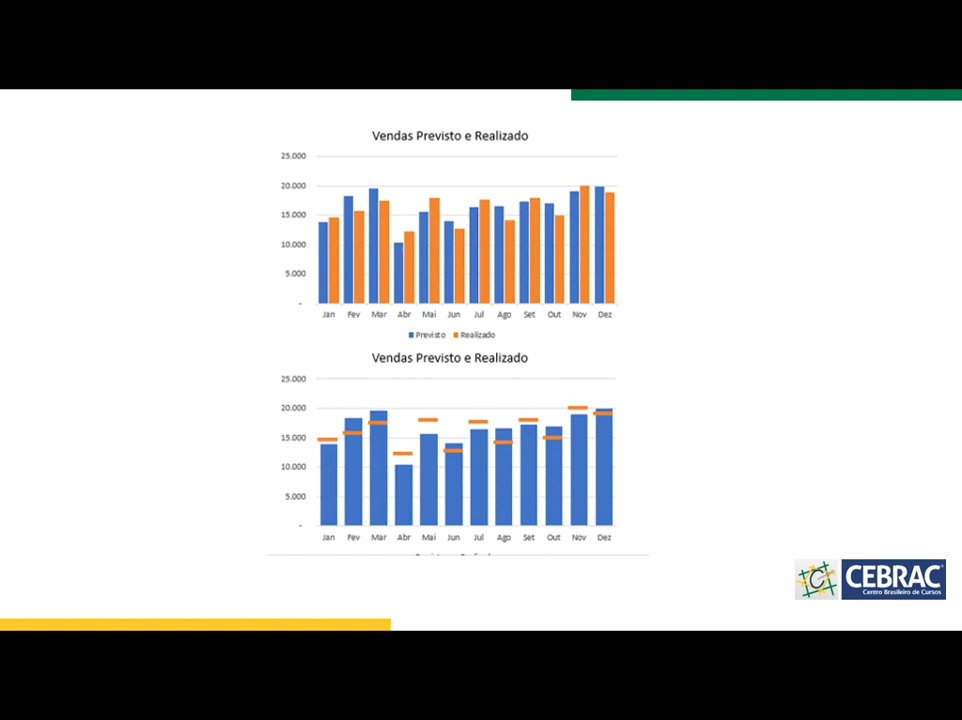 Vendas Previsto e Realizado
25.000
20.000
15.000
10.000
5.000
-
Jan Fev Mar Abr Mai Jun Jul Ago Set Out Nov Dez
Previsto Realizado
Vendas Previsto e Realizado
25.000
20.000
15.000
10.000
5.000
-
Jan Fev Mar Abr Mai Jun Jul Ago Set Out Nov Dez
CEBRAC
Centro Brasileiro de Cursos